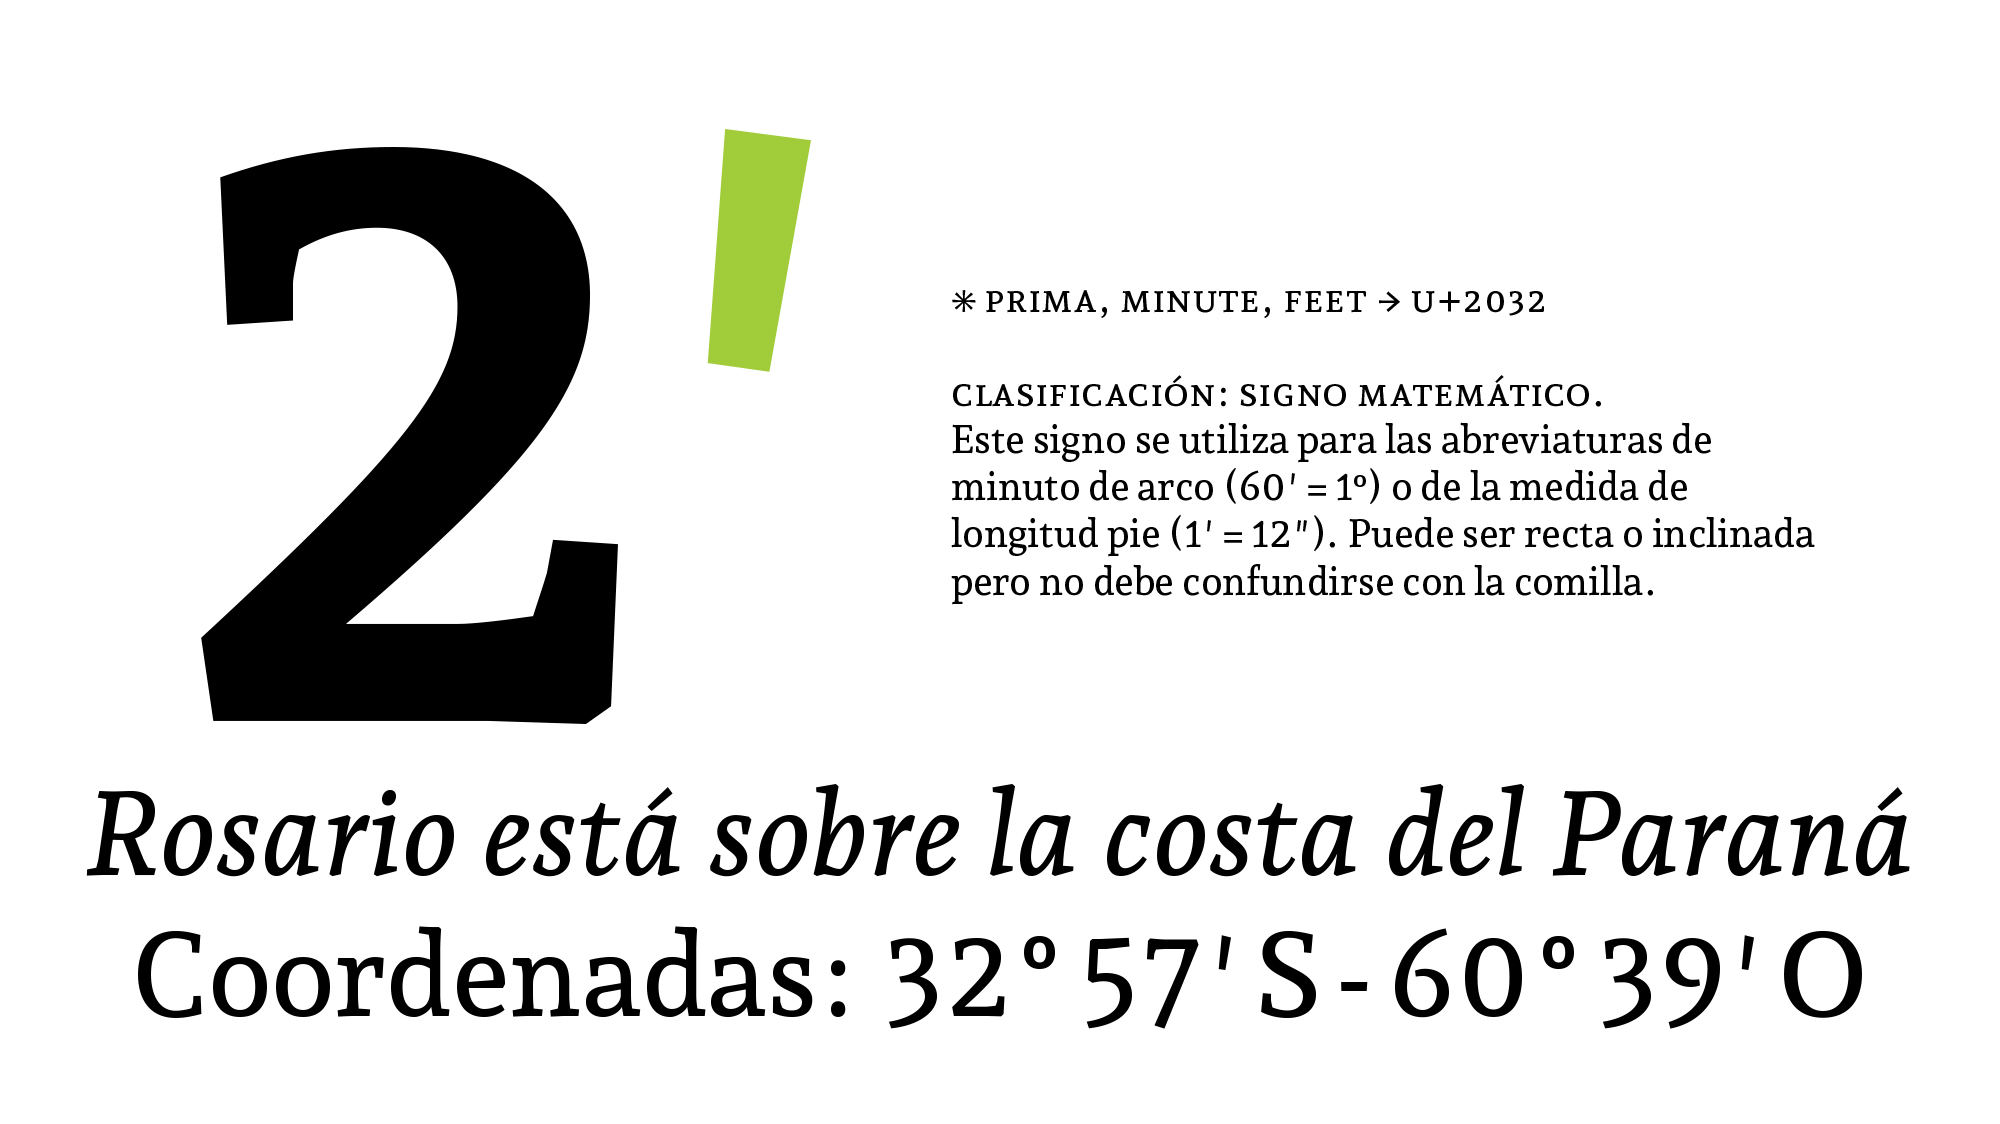 2′
✳ PRIMA, MINUTE, FEET → U+2032
CLASIFICACIÓN: SIGNO MATEMÁTICO.
Este signo se utiliza para las abreviaturas de
minuto de arco (60′ = 1º) o de la medida de
longitud pie (1′ = 12″). Puede ser recta o inclinada
pero no debe confundirse con la comilla.
Rosario está sobre la costa del Paraná
Coordenadas: 32° 57′ S - 60° 39′ O